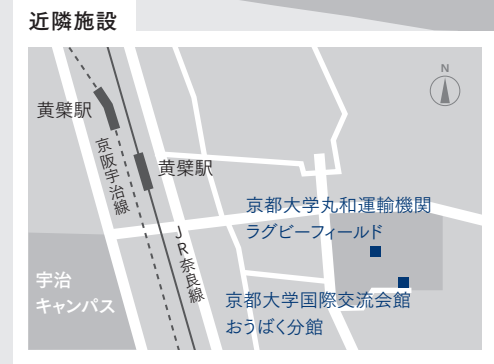 近隣施設
N
黄檗駅
京阪宇治線
黄檗駅
京都大学丸和運輸機関
ラグビーフィールド
JR奈良線
宇治
キャンパス
京都大学国際交流会館
おうばく分館